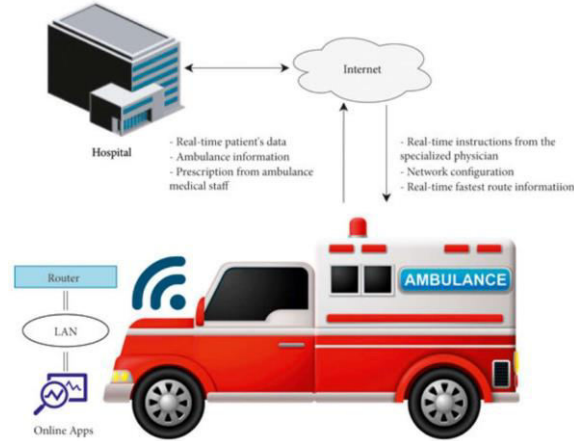 Internet
Hospital
- Real-time patient's data
- Ambulance information
- Prescription from ambulance
medical staff
- Real-time instructions from the
specialized physician
- Network configuration
- Real-time fastest route informatiion
AMBULANCE
Router
LAN
Online Apps